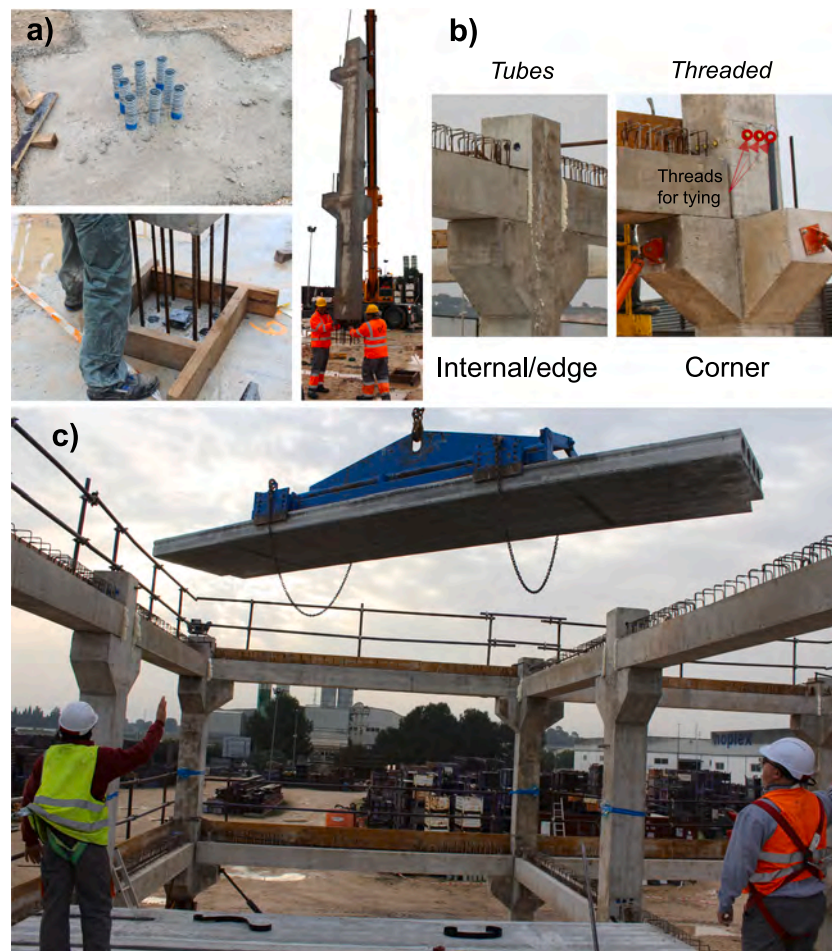 a)
b)
Tubes
Threaded
Threads
for tying
Internal/edge
Corner
c)
noplex